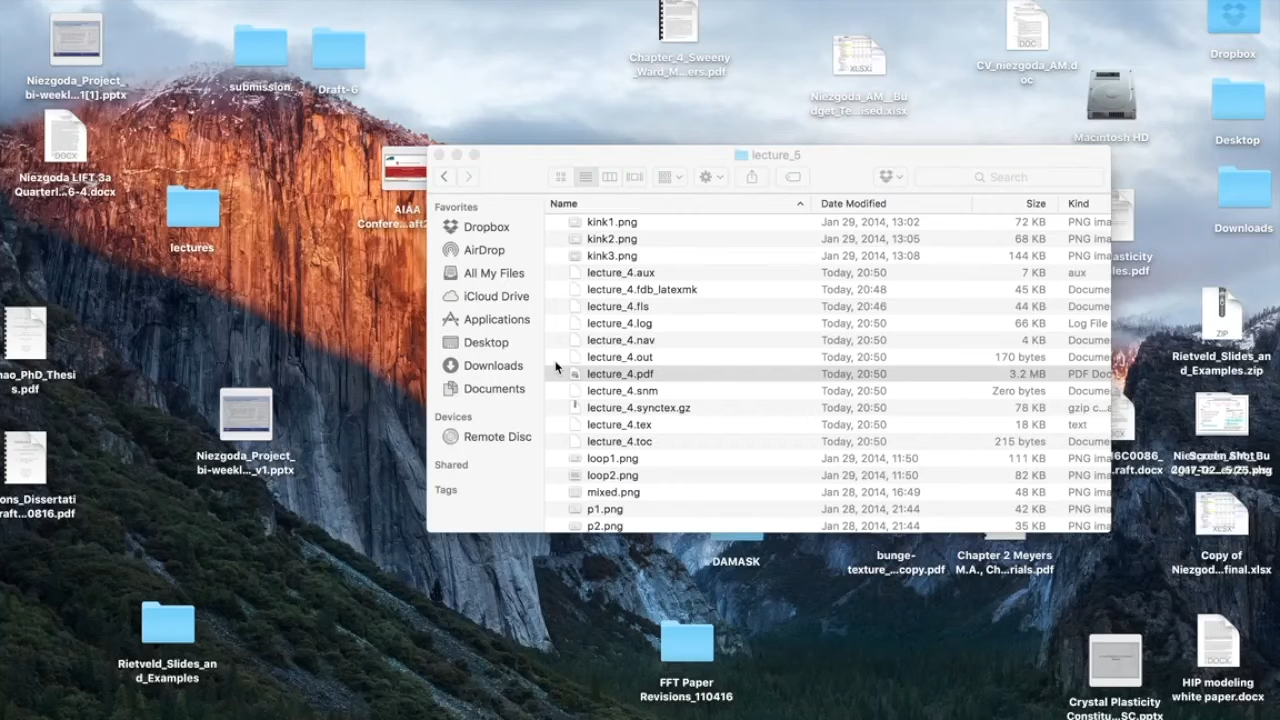 Niezgoda_Project_
bi-weekl...1[1].pptx
submission
Draft-6
Chapter_4_Sweeny
_Ward_M...ers.pdf
XLSX
Niezgoda_AM__Bu
dget_Te...ised.xlsx
DOC
CV_niezgoda_AM.d
oc
Dropbox
Macintosh HD
Desktop
DOCX
Niezgoda LIFT 3a
Quarterl...6-4.docx
lectures
AIAA
Downloads
ZIP
Rietveld_Slides_an
d_Examples.zip
s.pdf
Niezgoda_Project_
bi-weekl..._v1.pptx
lecture_5
Search
Favorites
Dropbox
AirDrop
All My Files
iCloud Drive
Applications
Desktop
Downloads
Documents
Devices
Remote Disc
Shared
Tags
Name Date Modified Size Kind
kink1.png Jan 29, 2014, 13:02 72 KB PNG ima
kink2.png Jan 29, 2014, 13:05 68 KB PNG ima
kink3.png Jan 29, 2014, 13:08 144 KB PNG ima
lecture_4.aux Today, 20:50 7 KB aux
lecture_4.fdb_latexmk Today, 20:48 45 KB Docume
lecture_4.fls Today, 20:46 44 KB Docume
lecture_4.log Today, 20:50 66 KB Log File
lecture_4.nav Today, 20:50 4 KB Docume
lecture_4.out Today, 20:50 170 bytes Docume
lecture_4.pdf Today, 20:50 3.2 MB PDF Doc
lecture_4.snm Today, 20:50 Zero bytes Docume
lecture_4.synctex.gz Today, 20:50 78 KB gzip c...a
lecture_4.tex Today, 20:50 18 KB text
lecture_4.toc Today, 20:50 215 bytes Docume
loop1.png Jan 29, 2014, 11:50 111 KB PNG ima
loop2.png Jan 29, 2014, 11:50 82 KB PNG ima
mixed.png Jan 28, 2014, 16:49 48 KB PNG ima
p1.png Jan 28, 2014, 21:44 42 KB PNG ima
p2.png Jan 28, 2014, 21:44 35 KB PNG ima
ons_Dissertati
raft...0816.pdf
DAMASK
bunge-
texture_...copy.pdf
Chapter 2 Meyers
M.A., Ch...rials.pdf
XLSX
Copy of
Niezgod...final.xlsx
Rietveld_Slides_an
d_Examples
FFT Paper
Revisions_110416
Crystal Plasticity
Constitu...SC.pptx
DOCX
HIP modeling
white paper.docx